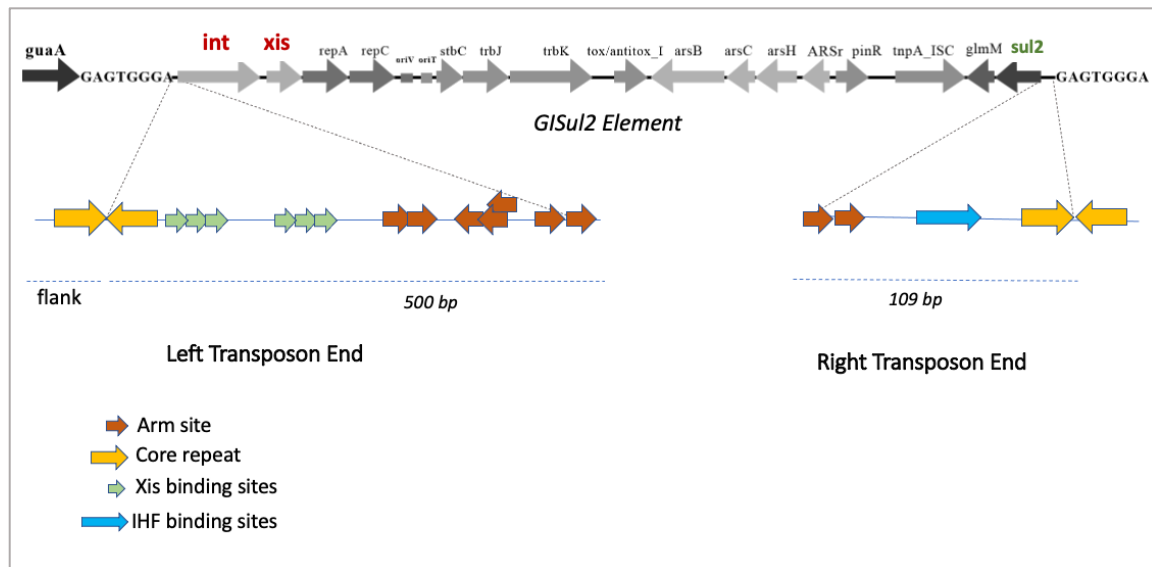 guaA int xis repA repC oriV oriT stbC trbJ trbK tox/antitox_I arsB arsC arsH ARSr pinR tnpA_ISC glmM sul2
GAGTGGGA GAGTGGGA
GISul2 Element
flank 500 bp 109 bp
Left Transposon End Right Transposon End
Arm site
Core repeat
Xis binding sites
IHF binding sites